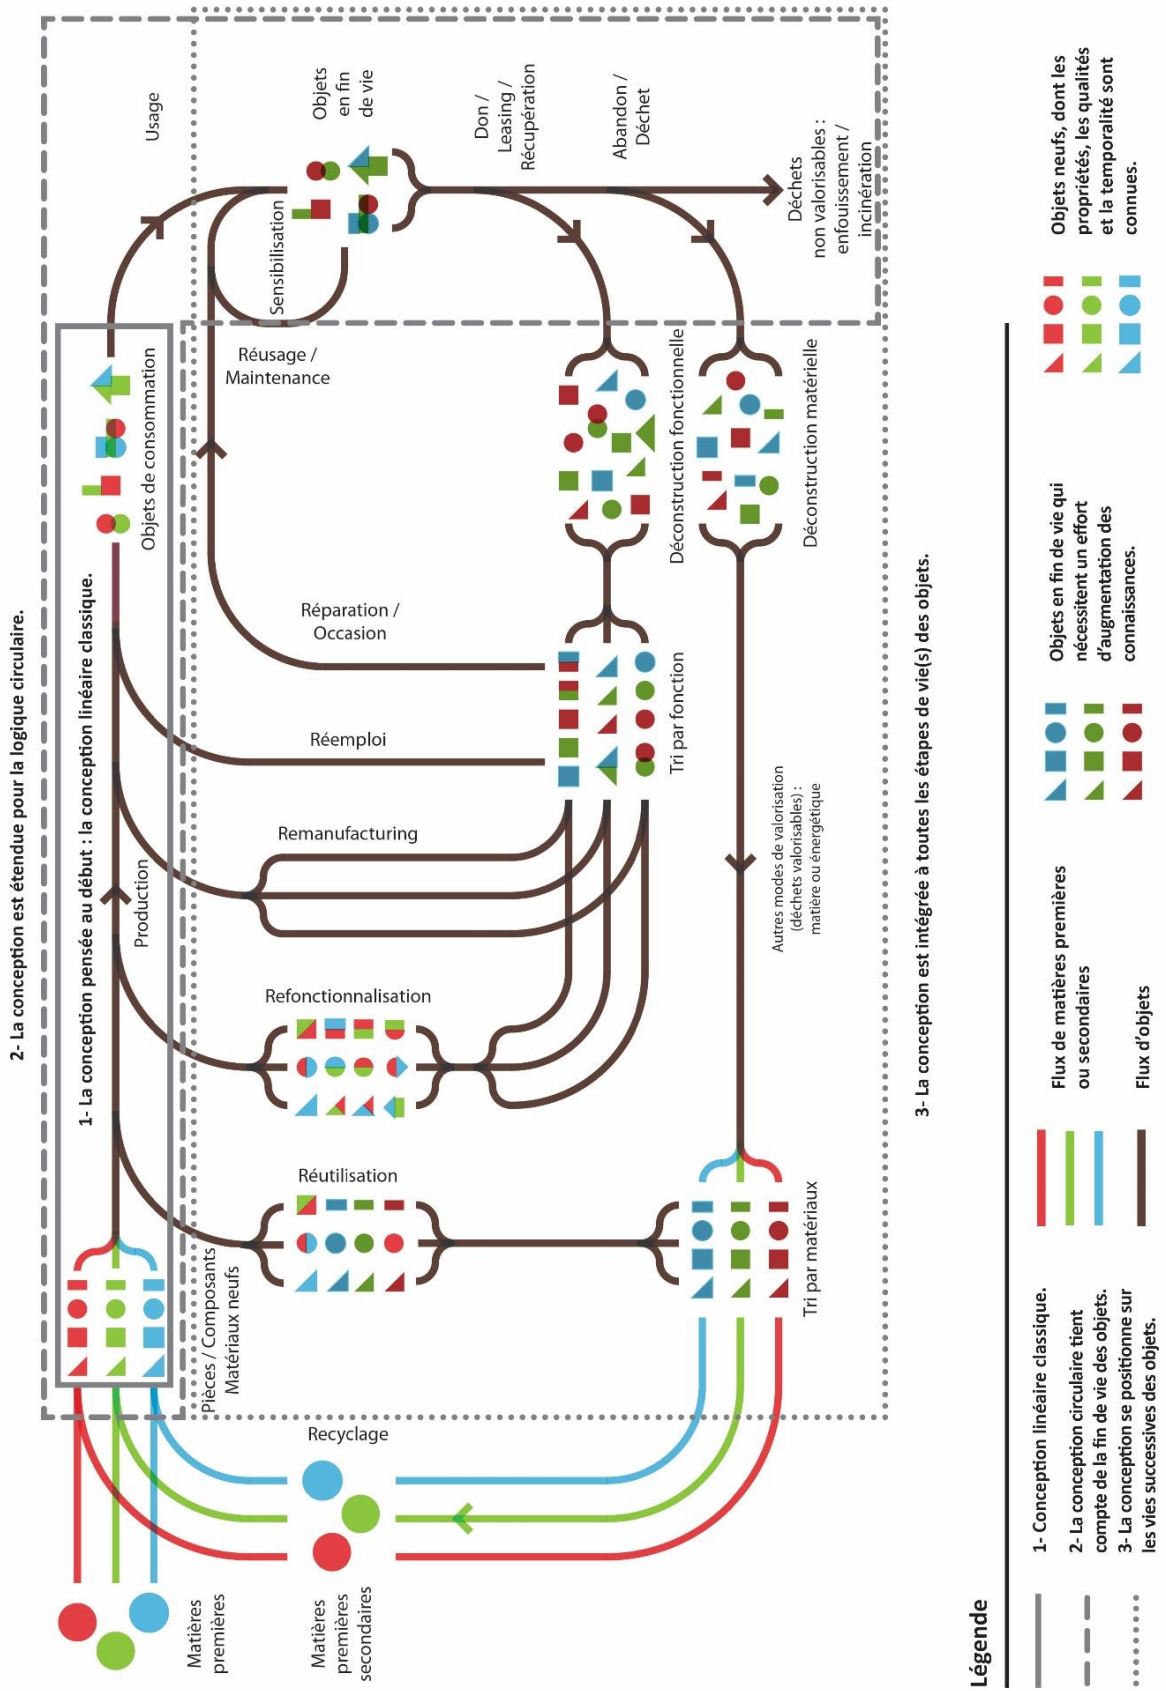 2- La conception est étendue pour la logique circulaire.
1- La conception pensée au début : la conception linéaire classique.
Matières
premières
Production
Objets de consommation
Usage
Pièces / Composants
Matériaux neufs
Matières
premières
secondaires
Recyclage
Réutilisation
Refonctionnalisation
Remanufacturing
Réemploi
Réparation /
Occasion
Réusage /
Maintenance
Sensibilisation
Objets
en fin
de vie
Don /
Leasing /
Récupération
Abandon /
Déchet
Tri par fonction
Déconstruction fonctionnelle
Tri par matériaux
Autres modes de valorisation
(déchets valorisables) :
matière ou énergétique
Déconstruction matérielle
Déchets
non valorisables :
enfouissement /
incinération
3- La conception est intégrée à toutes les étapes de vie(s) des objets.
Légende
1- Conception linéaire classique.
2- La conception circulaire tient
compte de la fin de vie des objets.
3- La conception se positionne sur
les vies successives des objets.
Flux de matières premières
ou secondaires
Flux d'objets
Objets en fin de vie qui
nécessitent un effort
d'augmentation des
connaissances.
Objets neufs, dont les
propriétés, les qualités
et la temporalité sont
connues.